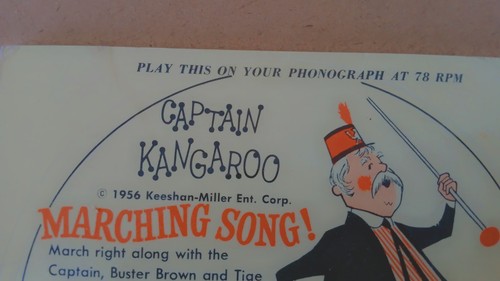 PLAY THIS ON YOUR PHONOGRAPH AT 78 RPM
CAPTAIN
KANGAROO
© 1956 Keeshan-Miller Ent. Corp.
MARCHING SONG!
March right along with the
Captain, Buster Brown and Tige